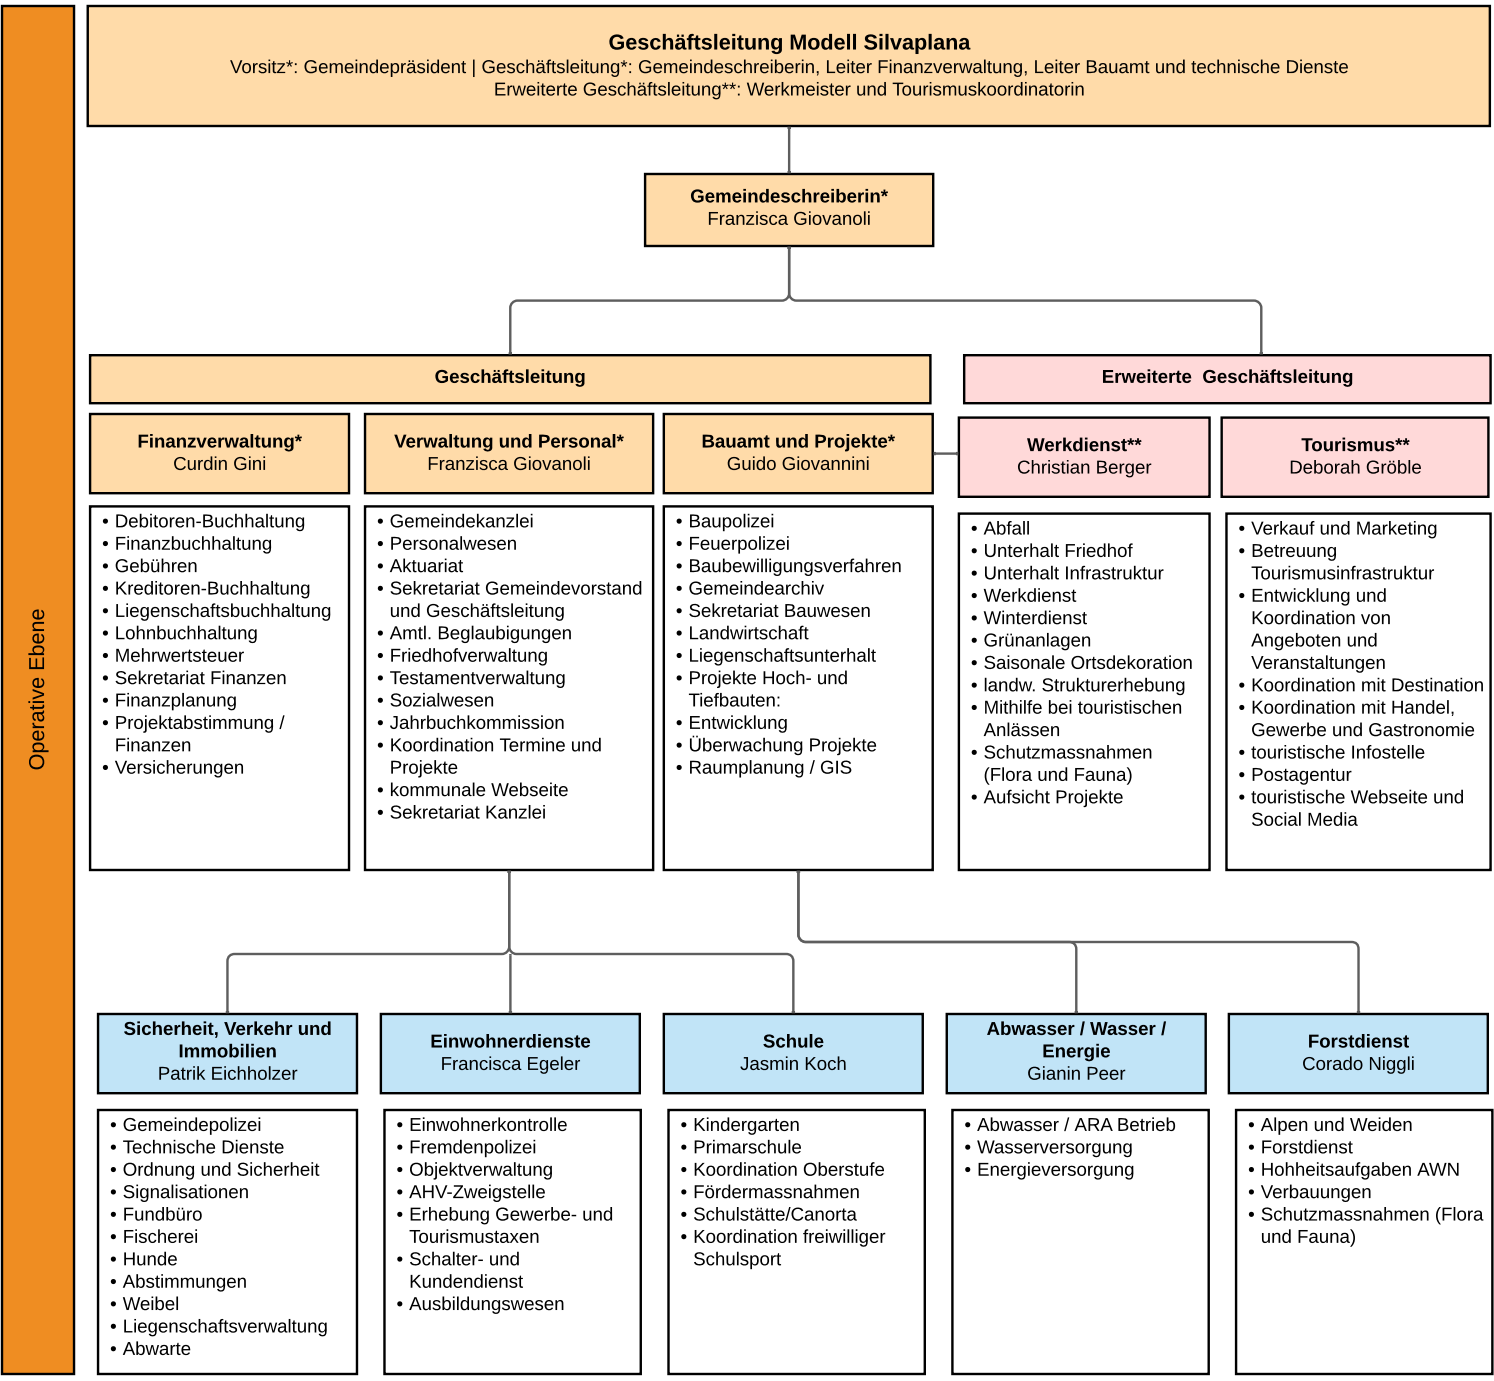 Geschäftsleitung Modell Silvaplana
Vorsitz*: Gemeindepräsident | Geschäftsleitung*: Gemeindeschreiberin, Leiter Finanzverwaltung, Leiter Bauamt und technische Dienste
Erweiterte Geschäftsleitung**: Werkmeister und Tourismuskoordinatorin
Operative Ebene
Gemeindeschreiberin*
Franzisca Giovanoli
Geschäftsleitung
Erweiterte  Geschäftsleitung
Finanzverwaltung*
Curdin Gini
• Debitoren-Buchhaltung
• Finanzbuchhaltung
• Gebühren
• Kreditoren-Buchhaltung
• Liegenschaftsbuchhaltung
• Lohnbuchhaltung
• Mehrwertsteuer
• Sekretariat Finanzen
• Finanzplanung
• Projektabstimmung /
Finanzen
• Versicherungen
Verwaltung und Personal*
Franzisca Giovanoli
• Gemeindekanzlei
• Personalwesen
• Aktuariat
• Sekretariat Gemeindevorstand
und Geschäftsleitung
• Amtl. Beglaubigungen
• Friedhofverwaltung
• Testamentverwaltung
• Sozialwesen
• Jahrbuchkommission
• Koordination Termine und
Projekte
• kommunale Webseite
• Sekretariat Kanzlei
Bauamt und Projekte*
Guido Giovannini
• Baupolizei
• Feuerpolizei
• Baubewilligungsverfahren
• Gemeindearchiv
• Sekretariat Bauwesen
• Landwirtschaft
• Liegenschaftsunterhalt
• Projekte Hoch- und
Tiefbauten:
• Entwicklung
• Überwachung Projekte
• Raumplanung / GIS
Werkdienst**
Christian Berger
• Abfall
• Unterhalt Friedhof
• Unterhalt Infrastruktur
• Werkdienst
• Winterdienst
• Grünanlagen
• Saisonale Ortsdekoration
• landw. Strukturerhebung
• Mithilfe bei touristischen
Anlässen
• Schutzmassnahmen
(Flora und Fauna)
• Aufsicht Projekte
Tourismus**
Deborah Gröble
• Verkauf und Marketing
• Betreuung
Tourismusinfrastruktur
• Entwicklung und
Koordination von
Angeboten und
Veranstaltungen
• Koordination mit Destination
• Koordination mit Handel,
Gewerbe und Gastronomie
• touristische Infostelle
• Postagentur
• touristische Webseite und
Social Media
Sicherheit, Verkehr und
Immobilien
Patrik Eichholzer
• Gemeindepolizei
• Technische Dienste
• Ordnung und Sicherheit
• Signalisationen
• Fundbüro
• Fischerei
• Hunde
• Abstimmungen
• Weibel
• Liegenschaftsverwaltung
• Abwarte
Einwohnerdienste
Francisca Egeler
• Einwohnerkontrolle
• Fremdenpolizei
• Objektverwaltung
• AHV-Zweigstelle
• Erhebung Gewerbe- und
Tourismustaxen
• Schalter- und
Kundendienst
• Ausbildungswesen
Schule
Jasmin Koch
• Kindergarten
• Primarschule
• Koordination Oberstufe
• Fördermassnahmen
• Schulstätte/Canorta
• Koordination freiwilliger
Schulsport
Abwasser / Wasser /
Energie
Gianin Peer
• Abwasser / ARA Betrieb
• Wasserversorgung
• Energieversorgung
Forstdienst
Corado Niggli
• Alpen und Weiden
• Forstdienst
• Hohheitsaufgaben AWN
• Verbauungen
• Schutzmassnahmen (Flora
und Fauna)